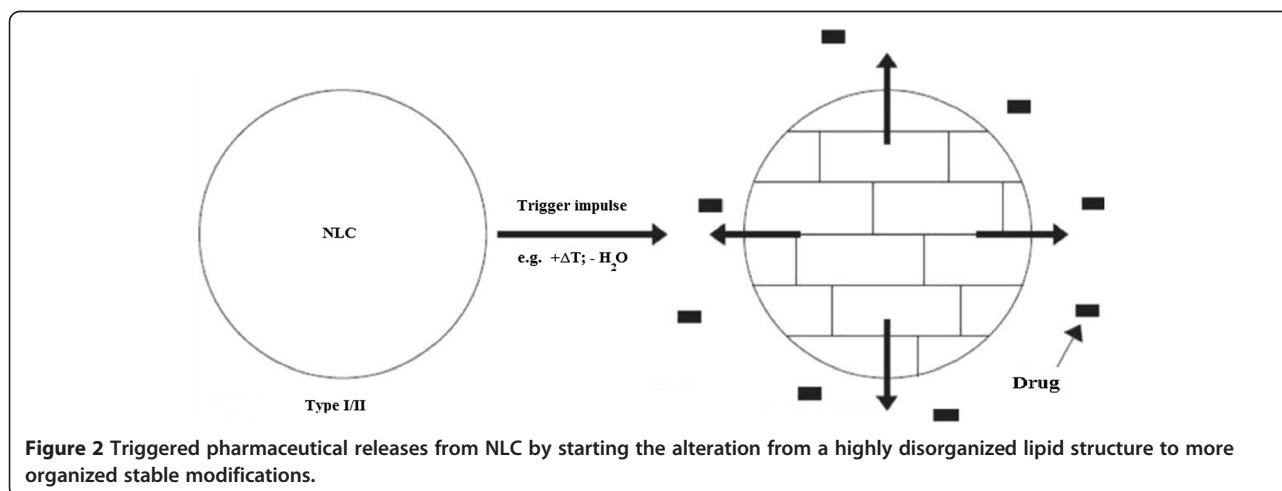 NLC
Type I/II
Trigger impulse
e.g. +ΔT; - H₂O
Drug
Figure 2 Triggered pharmaceutical releases from NLC by starting the alteration from a highly disorganized lipid structure to more
organized stable modifications.